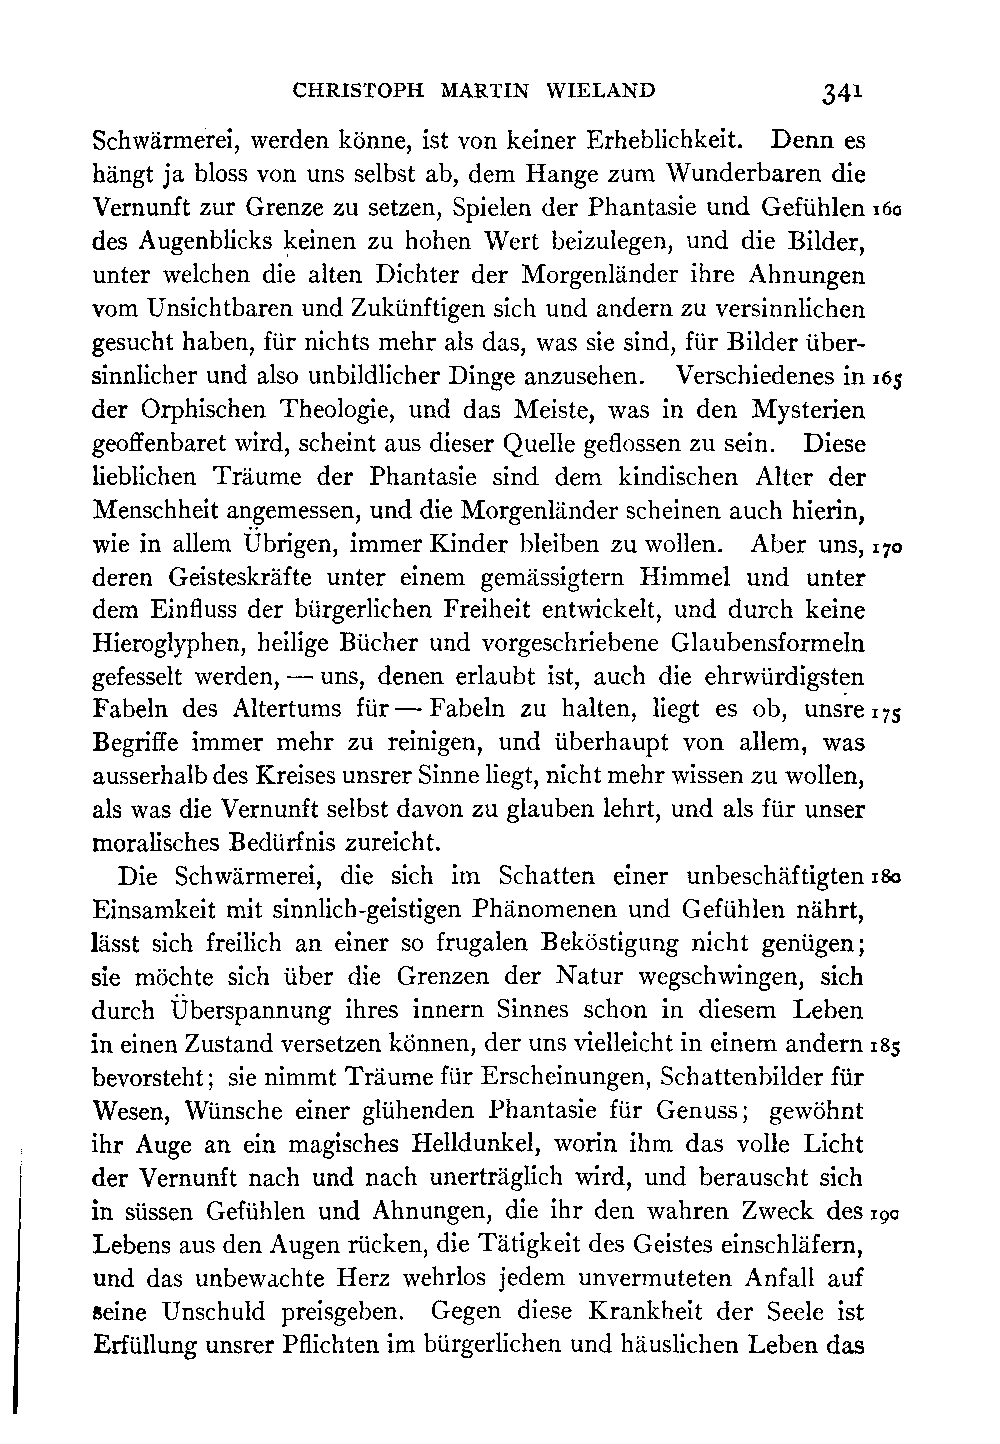 CHRISTOPH MARTIN WIELAND 341
Schwärmerei, werden könne, ist von keiner Erheblichkeit. Denn es
hängt ja bloss von uns selbst ab, dem Hange zum Wunderbaren die
Vernunft zur Grenze zu setzen, Spielen der Phantasie und Gefühlen 160
des Augenblicks keinen zu hohen Wert beizulegen, und die Bilder,
unter welchen die alten Dichter der Morgenländer ihre Ahnungen
vom Unsichtbaren und Zukünftigen sich und andern zu versinnlichen
gesucht haben, für nichts mehr als das, was sie sind, für Bilder über-
sinnlicher und also unbildlicher Dinge anzusehen. Verschiedenes in 165
der Orphischen Theologie, und das Meiste, was in den Mysterien
geoffenbaret wird, scheint aus dieser Quelle geflossen zu sein. Diese
lieblichen Träume der Phantasie sind dem kindischen Alter der
Menschheit angemessen, und die Morgenländer scheinen auch hierin,
wie in allem Übrigen, immer Kinder bleiben zu wollen. Aber uns, 170
deren Geisteskräfte unter einem gemässigtern Himmel und unter
dem Einfluss der bürgerlichen Freiheit entwickelt, und durch keine
Hieroglyphen, heilige Bücher und vorgeschriebene Glaubensformeln
gefesselt werden, — uns, denen erlaubt ist, auch die ehrwürdigsten
Fabeln des Altertums für — Fabeln zu halten, liegt es ob, unsre 175
Begriffe immer mehr zu reinigen, und überhaupt von allem, was
ausserhalb des Kreises unsrer Sinne liegt, nicht mehr wissen zu wollen,
als was die Vernunft selbst davon zu glauben lehrt, und als für unser
moralisches Bedürfnis zureicht.
Die Schwärmerei, die sich im Schatten einer unbeschäftigten 180
Einsamkeit mit sinnlich-geistigen Phänomenen und Gefühlen nährt,
lässt sich freilich an einer so frugalen Beköstigung nicht genügen;
sie möchte sich über die Grenzen der Natur wegschwingen, sich
durch Überspannung ihres innern Sinnes schon in diesem Leben
in einen Zustand versetzen können, der uns vielleicht in einem andern 185
bevorsteht; sie nimmt Träume für Erscheinungen, Schattenbilder für
Wesen, Wünsche einer glühenden Phantasie für Genuss; gewöhnt
ihr Auge an ein magisches Helldunkel, worin ihm das volle Licht
der Vernunft nach und nach unerträglich wird, und berauscht sich
in süssen Gefühlen und Ahnungen, die ihr den wahren Zweck des 190
Lebens aus den Augen rücken, die Tätigkeit des Geistes einschläfern,
und das unbewachte Herz wehrlos jedem unvermuteten Anfall auf
seine Unschuld preisgeben. Gegen diese Krankheit der Seele ist
Erfüllung unsrer Pflichten im bürgerlichen und häuslichen Leben das